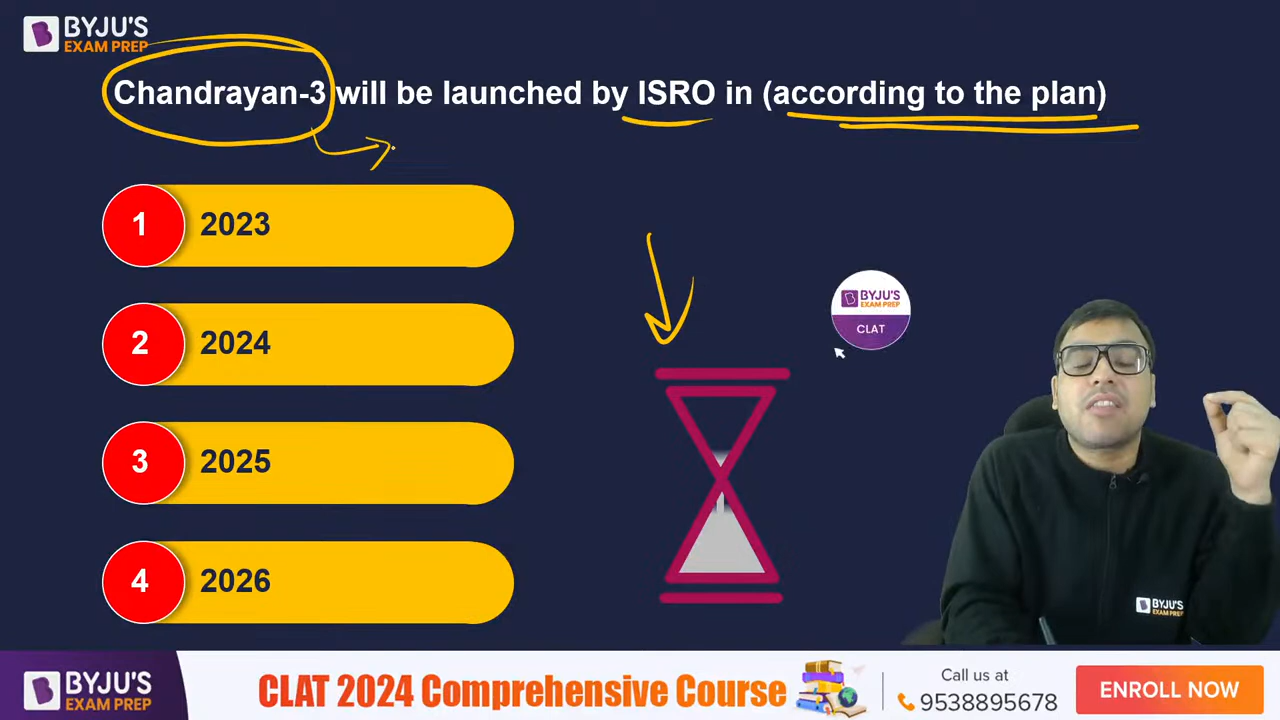 BYJU'S
EXAM PREP
Chandrayan-3 will be launched by ISRO in (according to the plan)
1 2023
2 2024
3 2025
4 2026
BYJU'S
EXAM PREP
CLAT
BYJU'S
EXAM PREP
BYJU'S
EXAM PREP
CLAT 2024 Comprehensive Course
Call us at
9538895678
ENROLL NOW